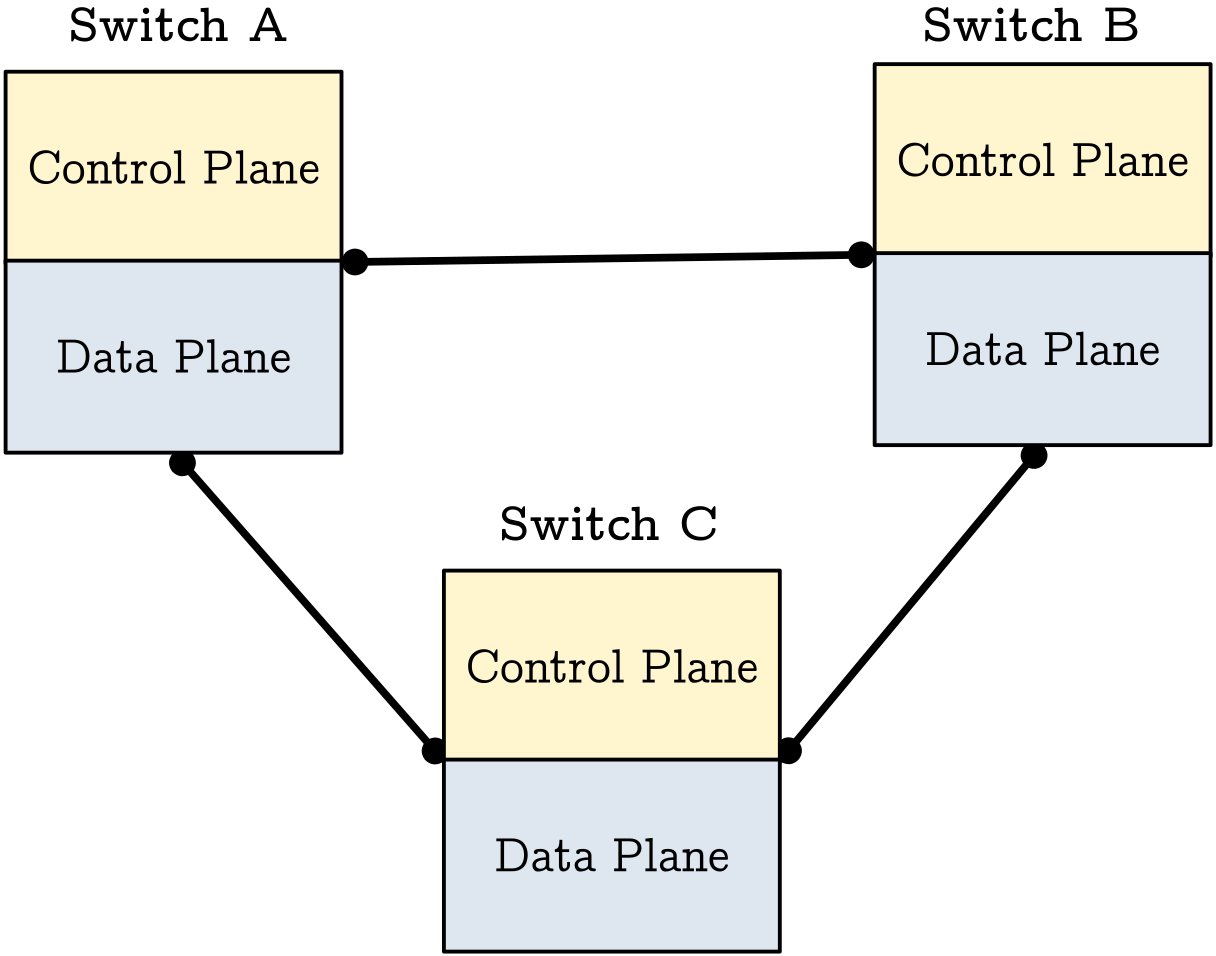 Switch A
Control Plane
Data Plane
Switch B
Control Plane
Data Plane
Switch C
Control Plane
Data Plane